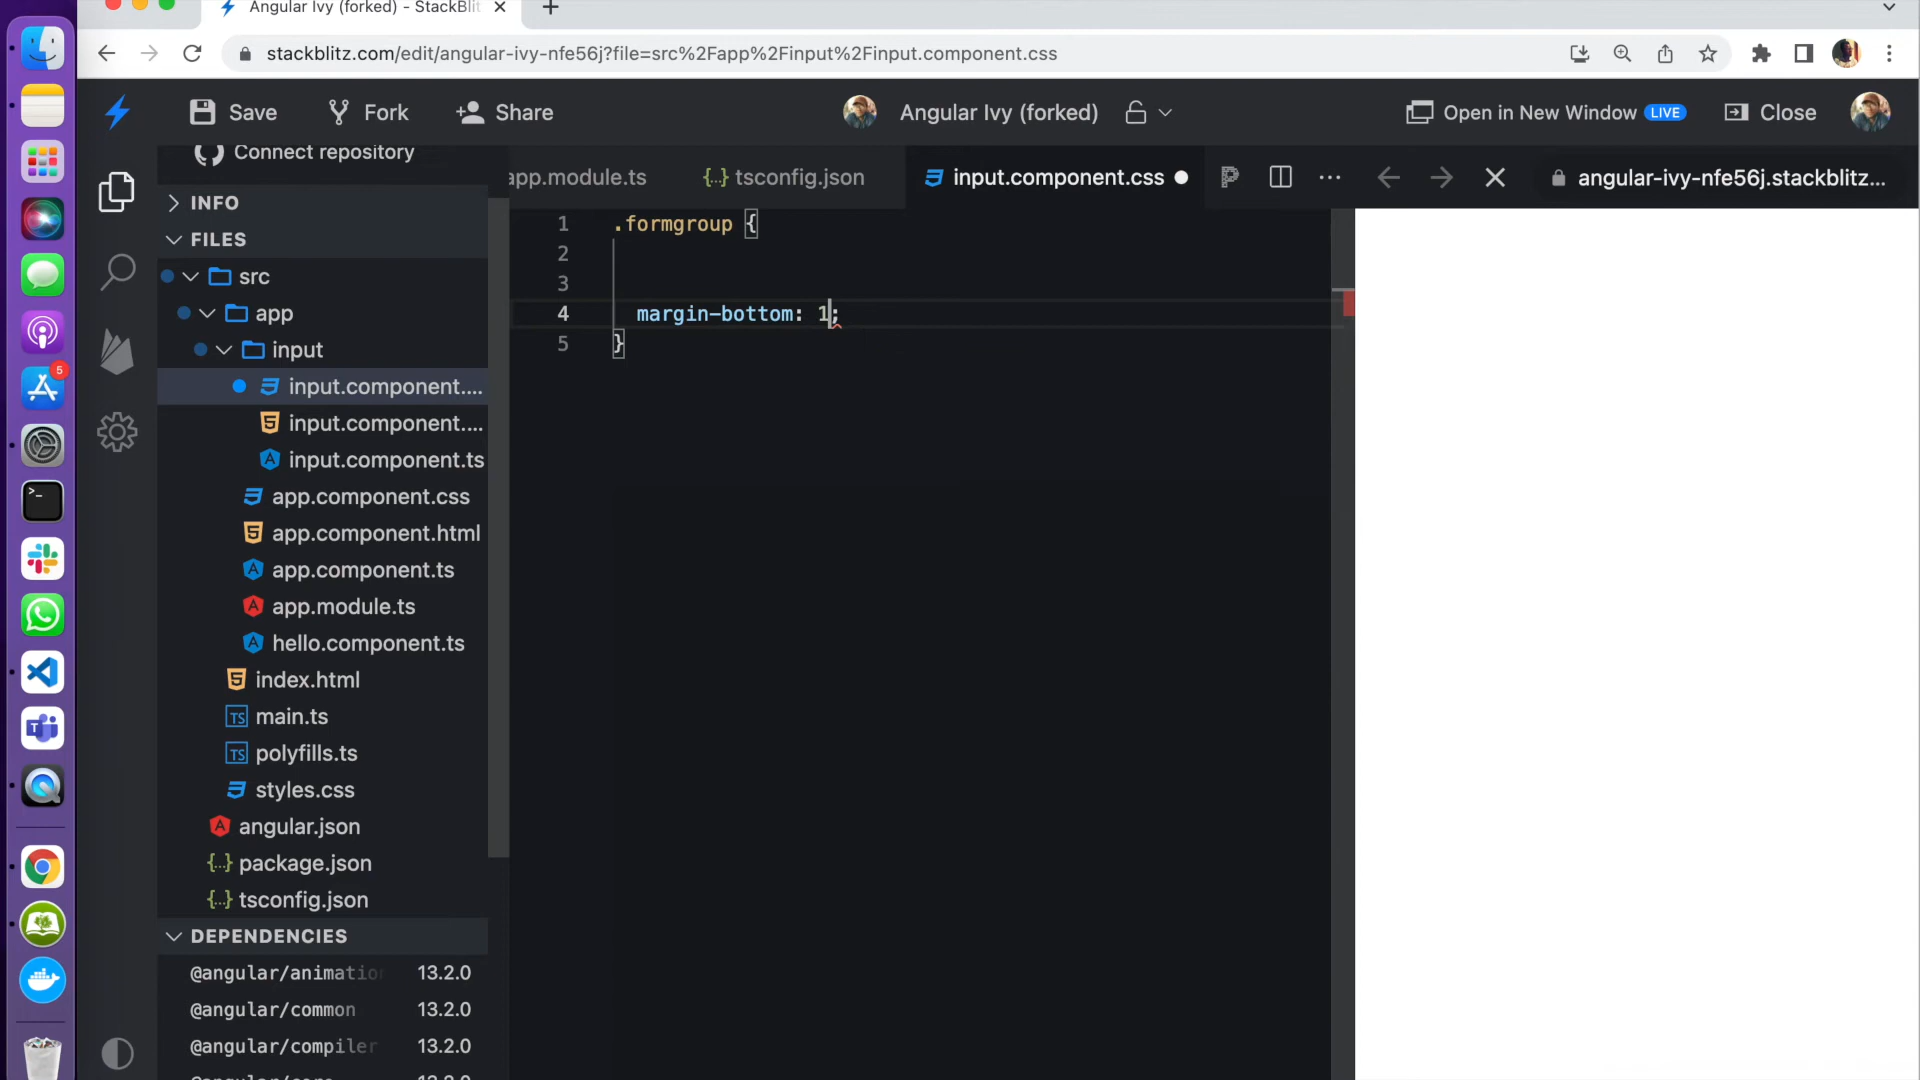 Angular Ivy (forked) - StackBlitz
stackblitz.com/edit/angular-ivy-nfe56j?file=src%2Fapp%2Finput%2Finput.component.css
Save
Fork
Share
Angular Ivy (forked)
Open in New Window
LIVE
Close
Connect repository
INFO
FILES
src
app
input
input.component....
input.component....
input.component.ts
app.component.css
app.component.html
app.component.ts
app.module.ts
hello.component.ts
index.html
main.ts
polyfills.ts
styles.css
angular.json
package.json
tsconfig.json
DEPENDENCIES
@angular/animation 13.2.0
@angular/common 13.2.0
@angular/compiler 13.2.0
5
app.module.ts
{..} tsconfig.json
input.component.css
angular-ivy-nfe56j.stackblitz...
1 .formgroup {
2
3
4 margin-bottom: 1;
5 }